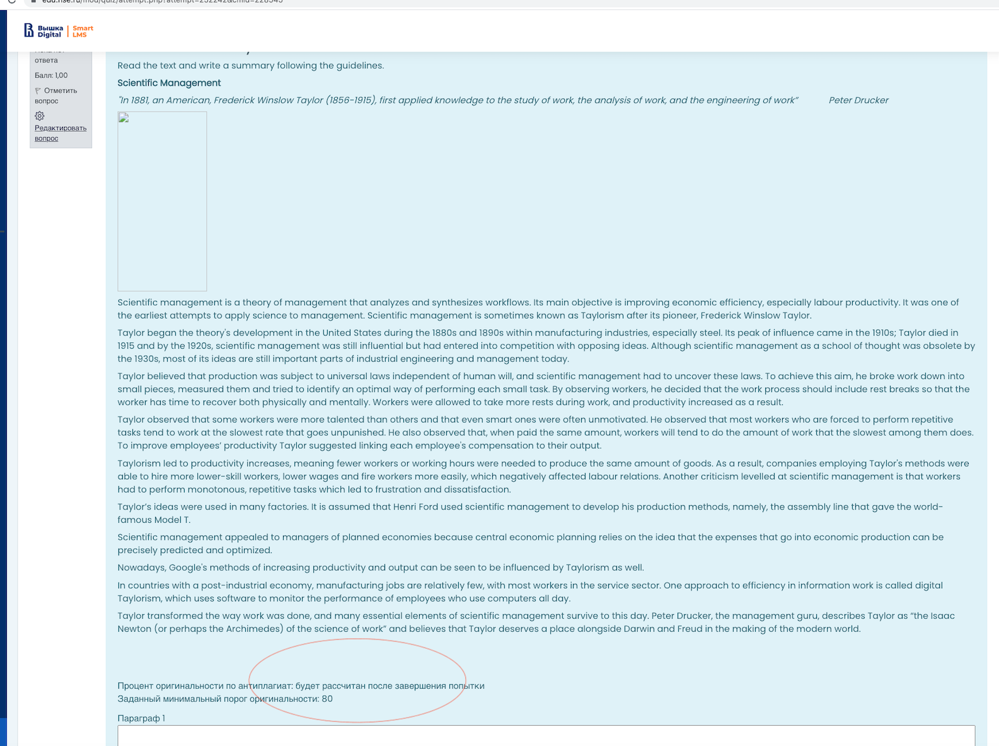 edu.hse.ru/mod/quiz/attempt.php?attempt=232242&cmid=228545
Вышка Digital | Smart LMS
ответа
Балл: 1,00
Отметить вопрос
Редактировать вопрос
Read the text and write a summary following the guidelines.
Scientific Management
"In 1881, an American, Frederick Winslow Taylor (1856-1915), first applied knowledge to the study of work, the analysis of work, and the engineering of work” Peter Drucker
Scientific management is a theory of management that analyzes and synthesizes workflows. Its main objective is improving economic efficiency, especially labour productivity. It was one of
the earliest attempts to apply science to management. Scientific management is sometimes known as Taylorism after its pioneer, Frederick Winslow Taylor.
Taylor began the theory's development in the United States during the 1880s and 1890s within manufacturing industries, especially steel. Its peak of influence came in the 1910s; Taylor died in
1915 and by the 1920s, scientific management was still influential but had entered into competition with opposing ideas. Although scientific management as a school of thought was obsolete by
the 1930s, most of its ideas are still important parts of industrial engineering and management today.
Taylor believed that production was subject to universal laws independent of human will, and scientific management had to uncover these laws. To achieve this aim, he broke work down into
small pieces, measured them and tried to identify an optimal way of performing each small task. By observing workers, he decided that the work process should include rest breaks so that the
worker has time to recover both physically and mentally. Workers were allowed to take more rests during work, and productivity increased as a result.
Taylor observed that some workers were more talented than others and that even smart ones were often unmotivated. He observed that most workers who are forced to perform repetitive
tasks tend to work at the slowest rate that goes unpunished. He also observed that, when paid the same amount, workers will tend to do the amount of work that the slowest among them does.
To improve employees’ productivity Taylor suggested linking each employee's compensation to their output.
Taylorism led to productivity increases, meaning fewer workers or working hours were needed to produce the same amount of goods. As a result, companies employing Taylor's methods were
able to hire more lower-skill workers, lower wages and fire workers more easily, which negatively affected labour relations. Another criticism levelled at scientific management is that workers
had to perform monotonous, repetitive tasks which led to frustration and dissatisfaction.
Taylor’s ideas were used in many factories. It is assumed that Henri Ford used scientific management to develop his production methods, namely, the assembly line that gave the world-
famous Model T.
Scientific management appealed to managers of planned economies because central economic planning relies on the idea that the expenses that go into economic production can be
precisely predicted and optimized.
Nowadays, Google's methods of increasing productivity and output can be seen to be influenced by Taylorism as well.
In countries with a post-industrial economy, manufacturing jobs are relatively few, with most workers in the service sector. One approach to efficiency in information work is called digital
Taylorism, which uses software to monitor the performance of employees who use computers all day.
Taylor transformed the way work was done, and many essential elements of scientific management survive to this day. Peter Drucker, the management guru, describes Taylor as “the Isaac
Newton (or perhaps the Archimedes) of the science of work” and believes that Taylor deserves a place alongside Darwin and Freud in the making of the modern world.
Процент оригинальности по антиплагиат: будет рассчитан после завершения попытки
Заданный минимальный порог оригинальности: 80
Параграф 1